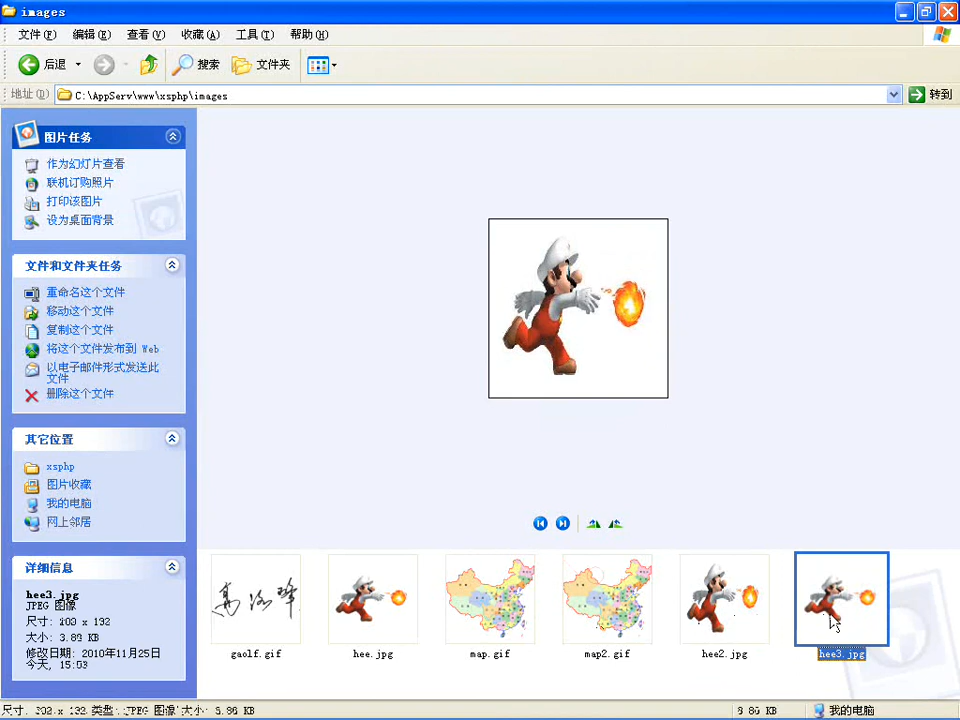 images
文件(F) 编辑(E) 查看(V) 收藏(A) 工具(T) 帮助(H)
后退 搜索 文件夹
地址(D) C:\AppServ\www\xsphp\images 转到
图片任务
作为幻灯片查看
联机订购照片
打印该图片
设为桌面背景
文件和文件夹任务
重命名这个文件
移动这个文件
复制这个文件
将这个文件发布到 Web
以电子邮件形式发送此
文件
删除这个文件
其它位置
xsphp
图片收藏
我的电脑
网上邻居
详细信息
hee3.jpg
JPEG 图像
大小: 3.89 KB
修改日期: 2010年11月25日
今天, 15:03
gaolf.gif hee.jpg map.gif map2.gif hee2.jpg hee3.jpg
我的电脑